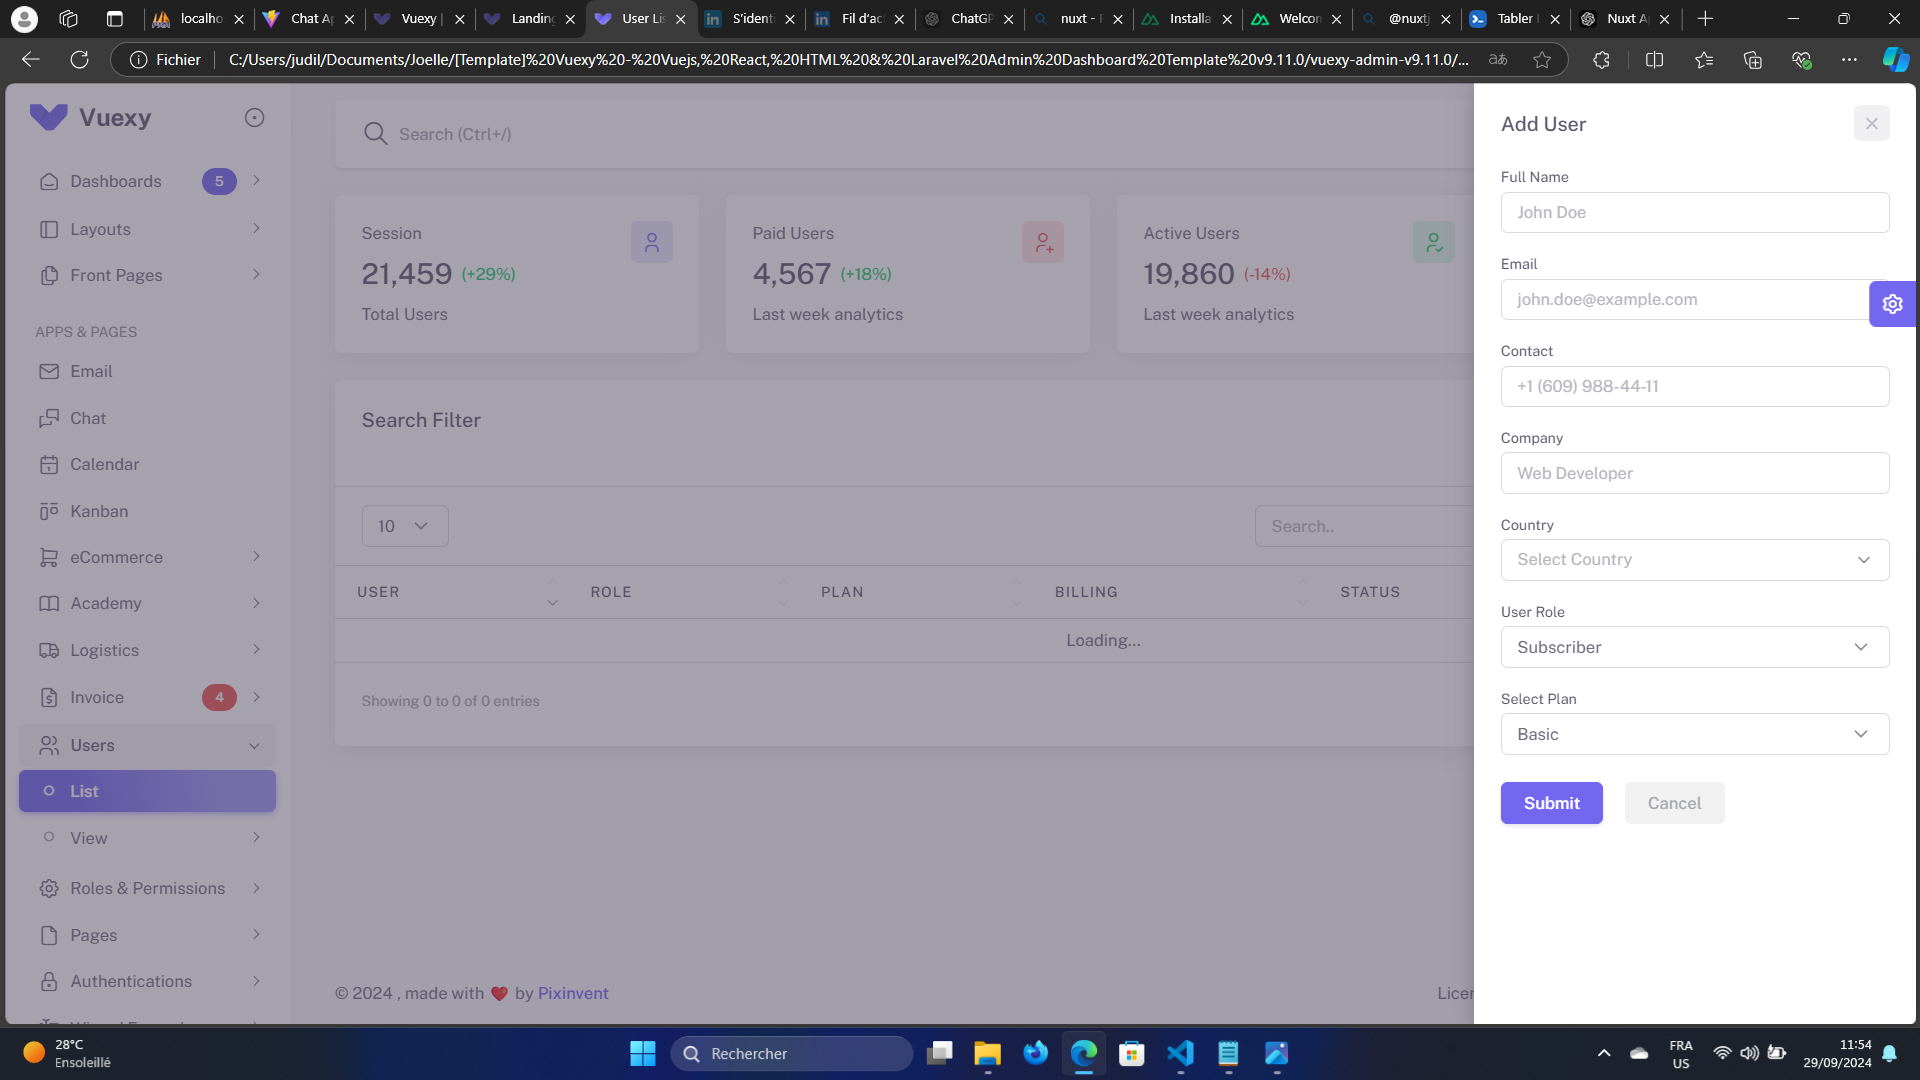 localho
Chat Ap
Vuexy |
Landing
User Lis
S'identi
Fil d'act
ChatGP
nuxt -
Installa
Welcom
@nuxtj
Tabler
Nuxt A
Fichier
C:/Users/judil/Documents/Joelle/[Template]%20Vuexy%20-%20Vuejs,%20React,%20HTML%20&%20Laravel%20Admin%20Dashboard%20Template%20v9.11.0/vuexy-admin-v9.11.0/...
Vuexy
Dashboards
5
Layouts
Front Pages
APPS & PAGES
Email
Chat
Calendar
Kanban
eCommerce
Academy
Logistics
Invoice
4
Users
List
View
Roles & Permissions
Pages
Authentications
Search (Ctrl+/)
Session
21,459 (+29%)
Total Users
Paid Users
4,567 (+18%)
Last week analytics
Active Users
19,860 (-14%)
Last week analytics
Search Filter
10
Search..
USER
ROLE
PLAN
BILLING
STATUS
Loading...
Showing 0 to 0 of 0 entries
© 2024 , made with ❤️ by Pixinvent
Licen
Add User
Full Name
John Doe
Email
john.doe@example.com
Contact
+1 (609) 988-44-11
Company
Web Developer
Country
Select Country
User Role
Subscriber
Select Plan
Basic
Submit
Cancel
28°C
Ensoleillé
Rechercher
FRA
US
11:54
29/09/2024